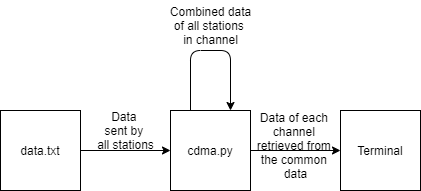 Combined data
of all stations
in channel
data.txt
Data
sent by
all stations
cdma.py
Data of each
channel
retrieved from
the common
data
Terminal